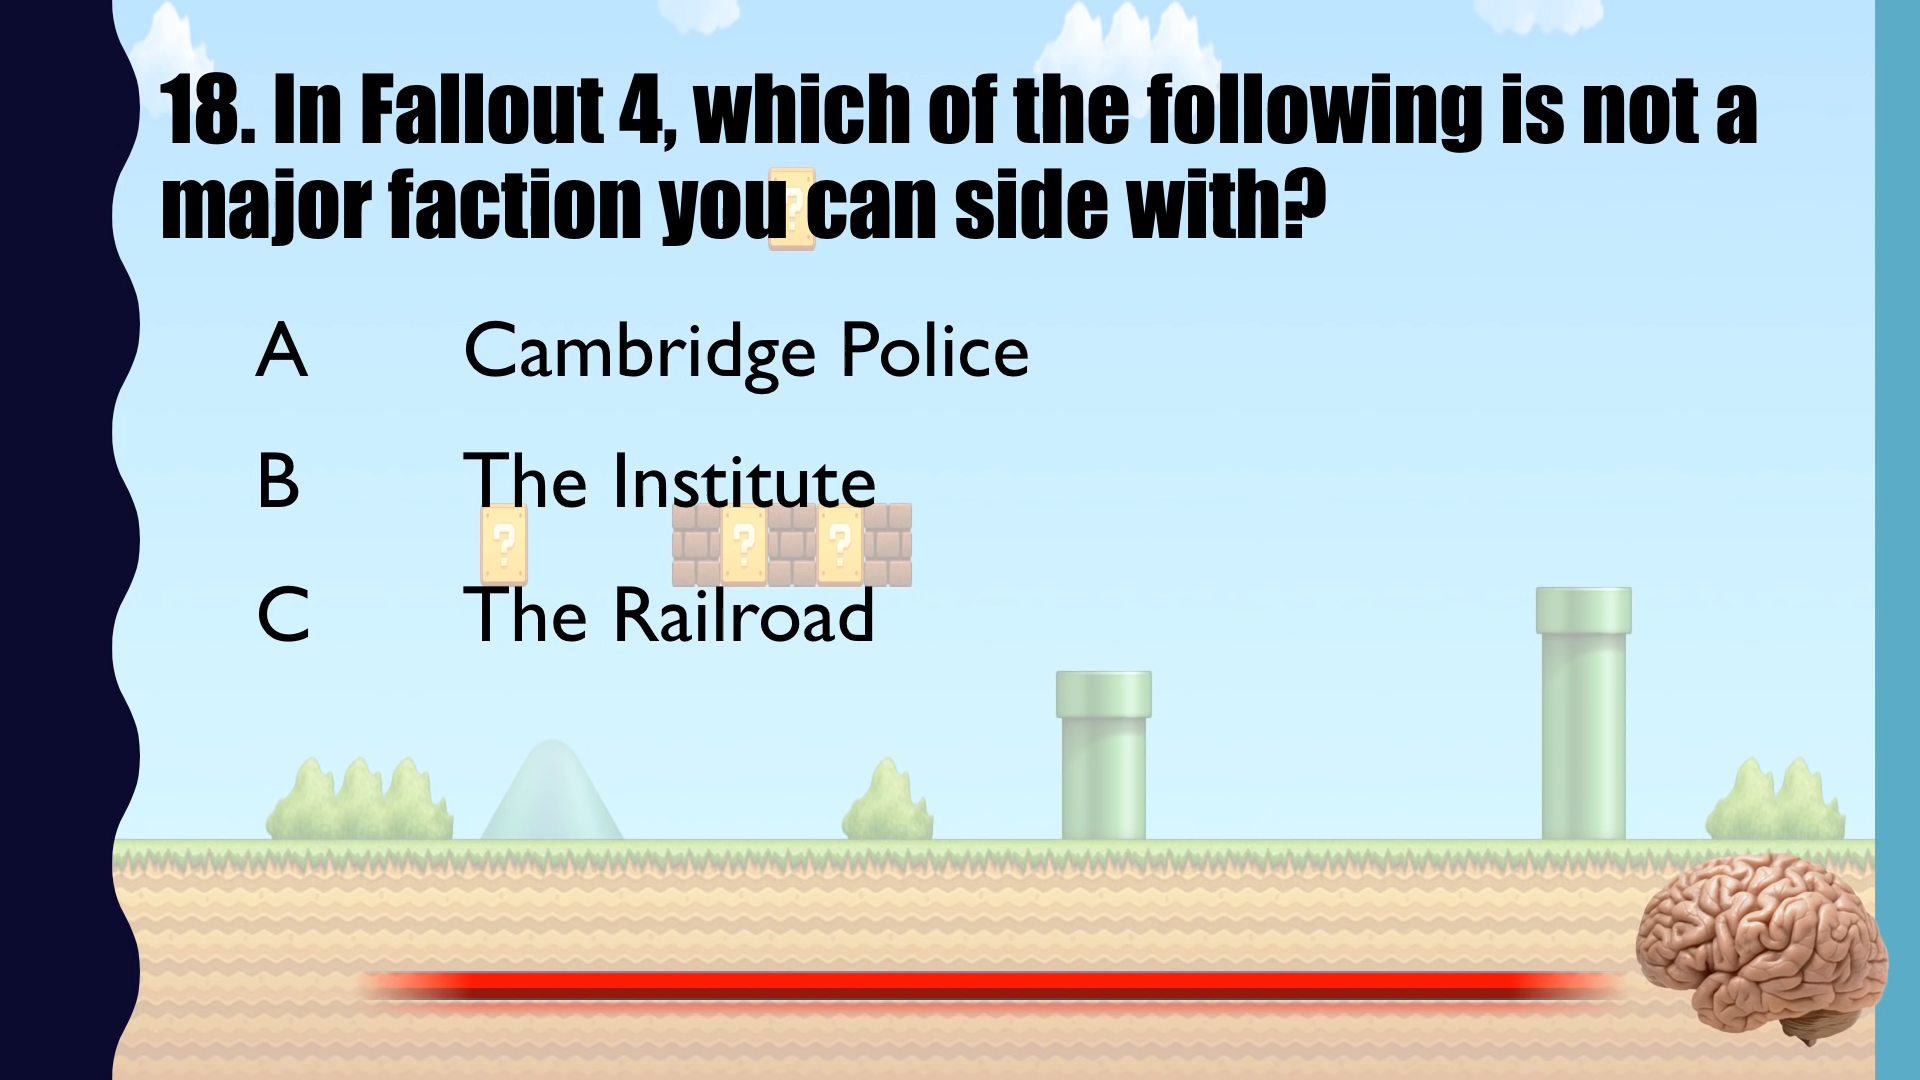 18. In Fallout 4, which of the following is not a
major faction you can side with?
A Cambridge Police
B The Institute
C The Railroad
?
?
?
?